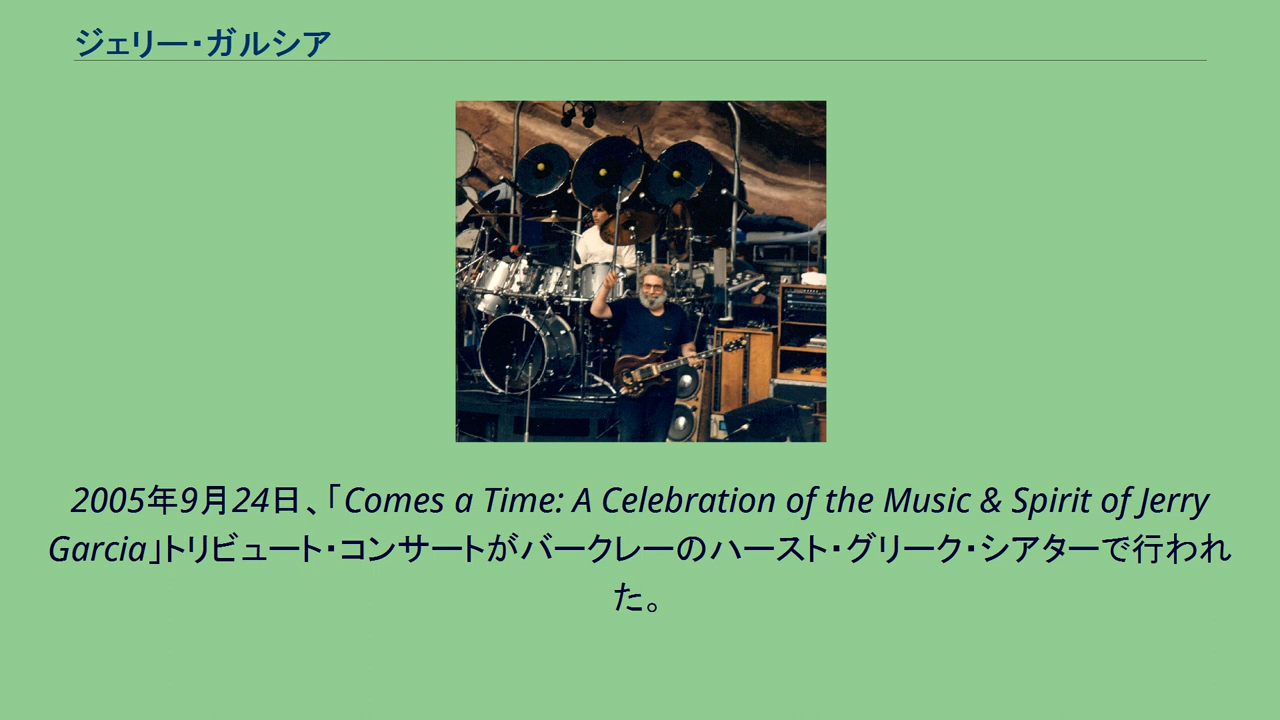 ジェリー・ガルシア
2005年9月24日、「Comes a Time: A Celebration of the Music & Spirit of Jerry
Garcia」トリビュート・コンサートがバークレーのハースト・グリーク・シアターで行われ
た。